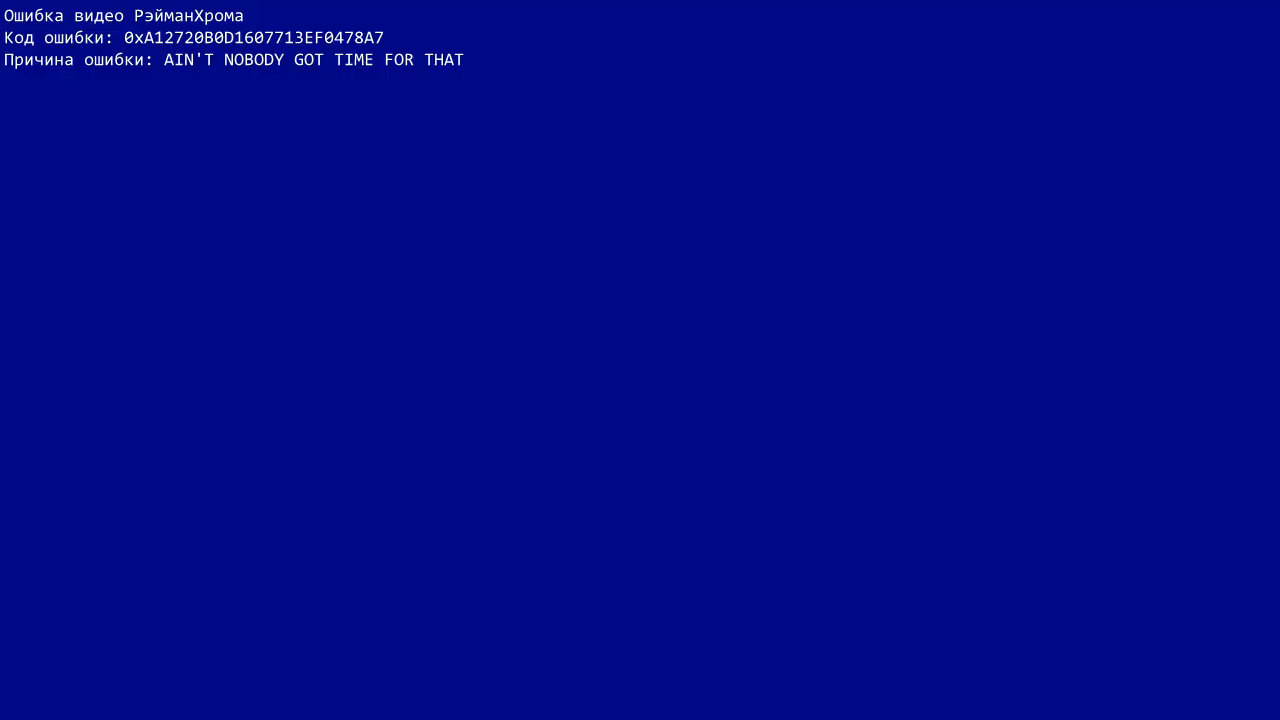 Ошибка видео РэйманХрома
Код ошибки: 0xA12720B0D1607713EF0478A7
Причина ошибки: AIN'T NOBODY GOT TIME FOR THAT